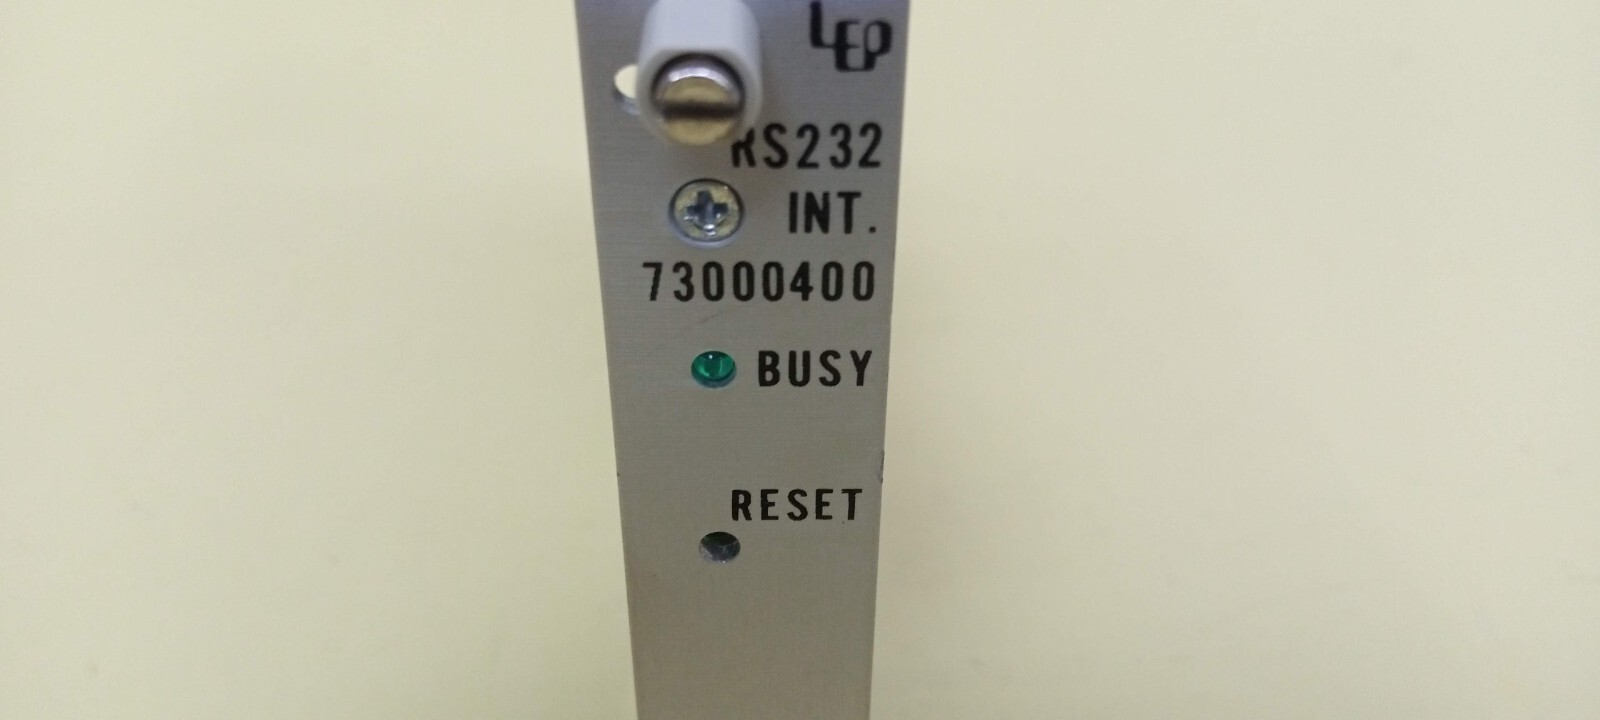 LEP
RS232
INT.
73000400
BUSY
RESET